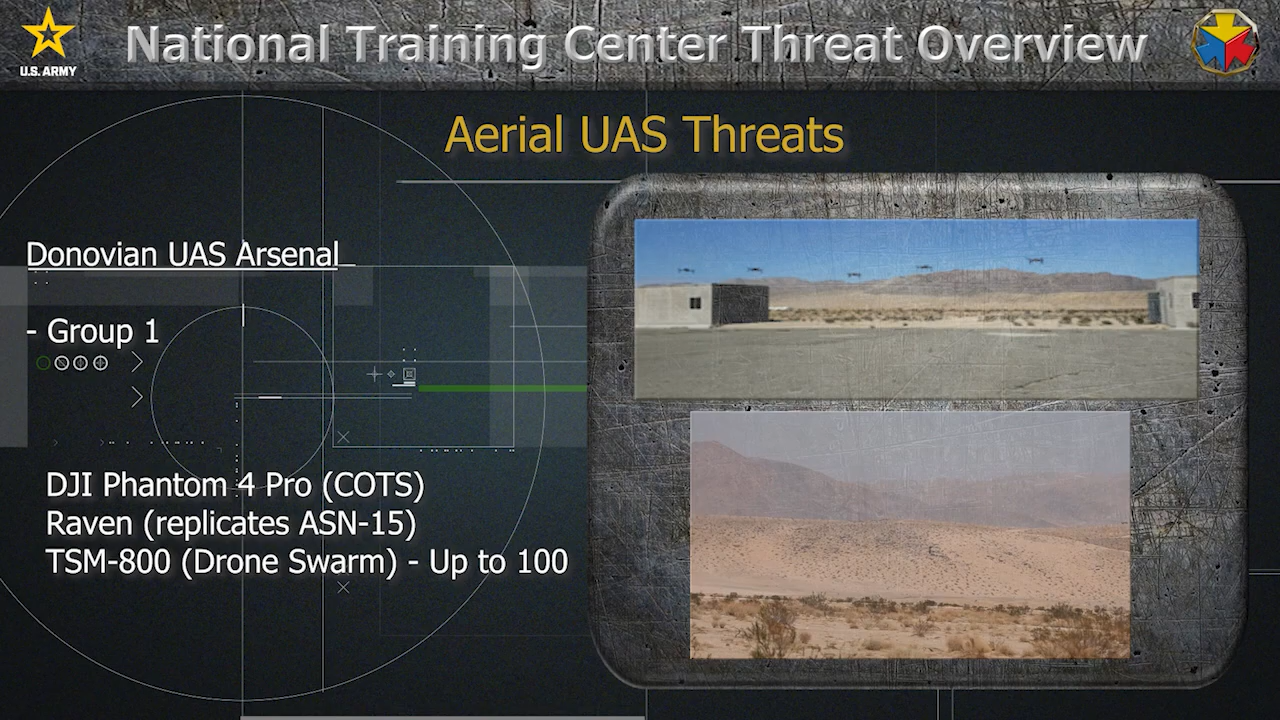 U.S. ARMY
National Training Center Threat Overview
Aerial UAS Threats
Donovian UAS Arsenal
- Group 1
DJI Phantom 4 Pro (COTS)
Raven (replicates ASN-15)
TSM-800 (Drone Swarm) - Up to 100